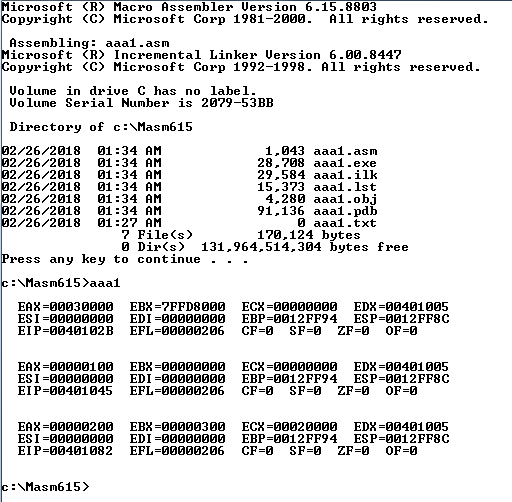 Microsoft (R) Macro Assembler Version 6.15.8803
Copyright (C) Microsoft Corp 1981-2000.  All rights reserved.

 Assembling: aaa1.asm
Microsoft (R) Incremental Linker Version 6.00.8447
Copyright (C) Microsoft Corp 1992-1998. All rights reserved.

 Volume in drive C has no label.
 Volume Serial Number is 2079-53BB

 Directory of c:\Masm615

02/26/2018  01:34 AM             1,043 aaa1.asm
02/26/2018  01:34 AM            28,708 aaa1.exe
02/26/2018  01:34 AM            29,584 aaa1.ilk
02/26/2018  01:34 AM            15,373 aaa1.lst
02/26/2018  01:34 AM             4,280 aaa1.obj
02/26/2018  01:34 AM            91,136 aaa1.pdb
02/26/2018  01:27 AM                 0 aaa1.txt
               7 File(s)        170,124 bytes
               0 Dir(s)  131,964,514,304 bytes free
Press any key to continue . . .

c:\Masm615>aaa1

  EAX=00030000  EBX=7FFD8000  ECX=00000000  EDX=00401005
  ESI=00000000  EDI=00000000  EBP=0012FF94  ESP=0012FF8C
  EIP=0040102B  EFL=00000206  CF=0  SF=0  ZF=0  OF=0


  EAX=00000100  EBX=00000000  ECX=00000000  EDX=00401005
  ESI=00000000  EDI=00000000  EBP=0012FF94  ESP=0012FF8C
  EIP=00401045  EFL=00000206  CF=0  SF=0  ZF=0  OF=0


  EAX=00000200  EBX=00000300  ECX=00020000  EDX=00401005
  ESI=00000000  EDI=00000000  EBP=0012FF94  ESP=0012FF8C
  EIP=00401082  EFL=00000206  CF=0  SF=0  ZF=0  OF=0


c:\Masm615>